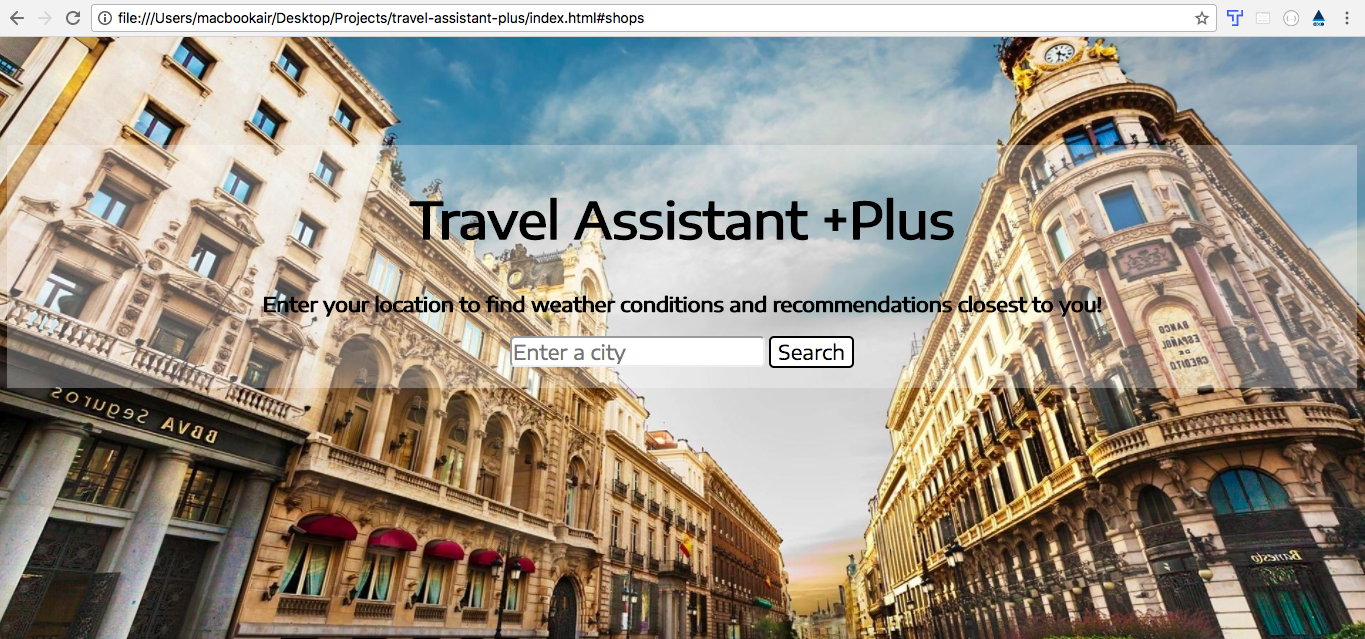 file:///Users/macbookair/Desktop/Projects/travel-assistant-plus/index.html#shops
Travel Assistant +Plus
Enter your location to find weather conditions and recommendations closest to you!
Enter a city
Search
BANCO
ESPAÑOL
DE
CREDITO
BBVA Seguros
Banesto